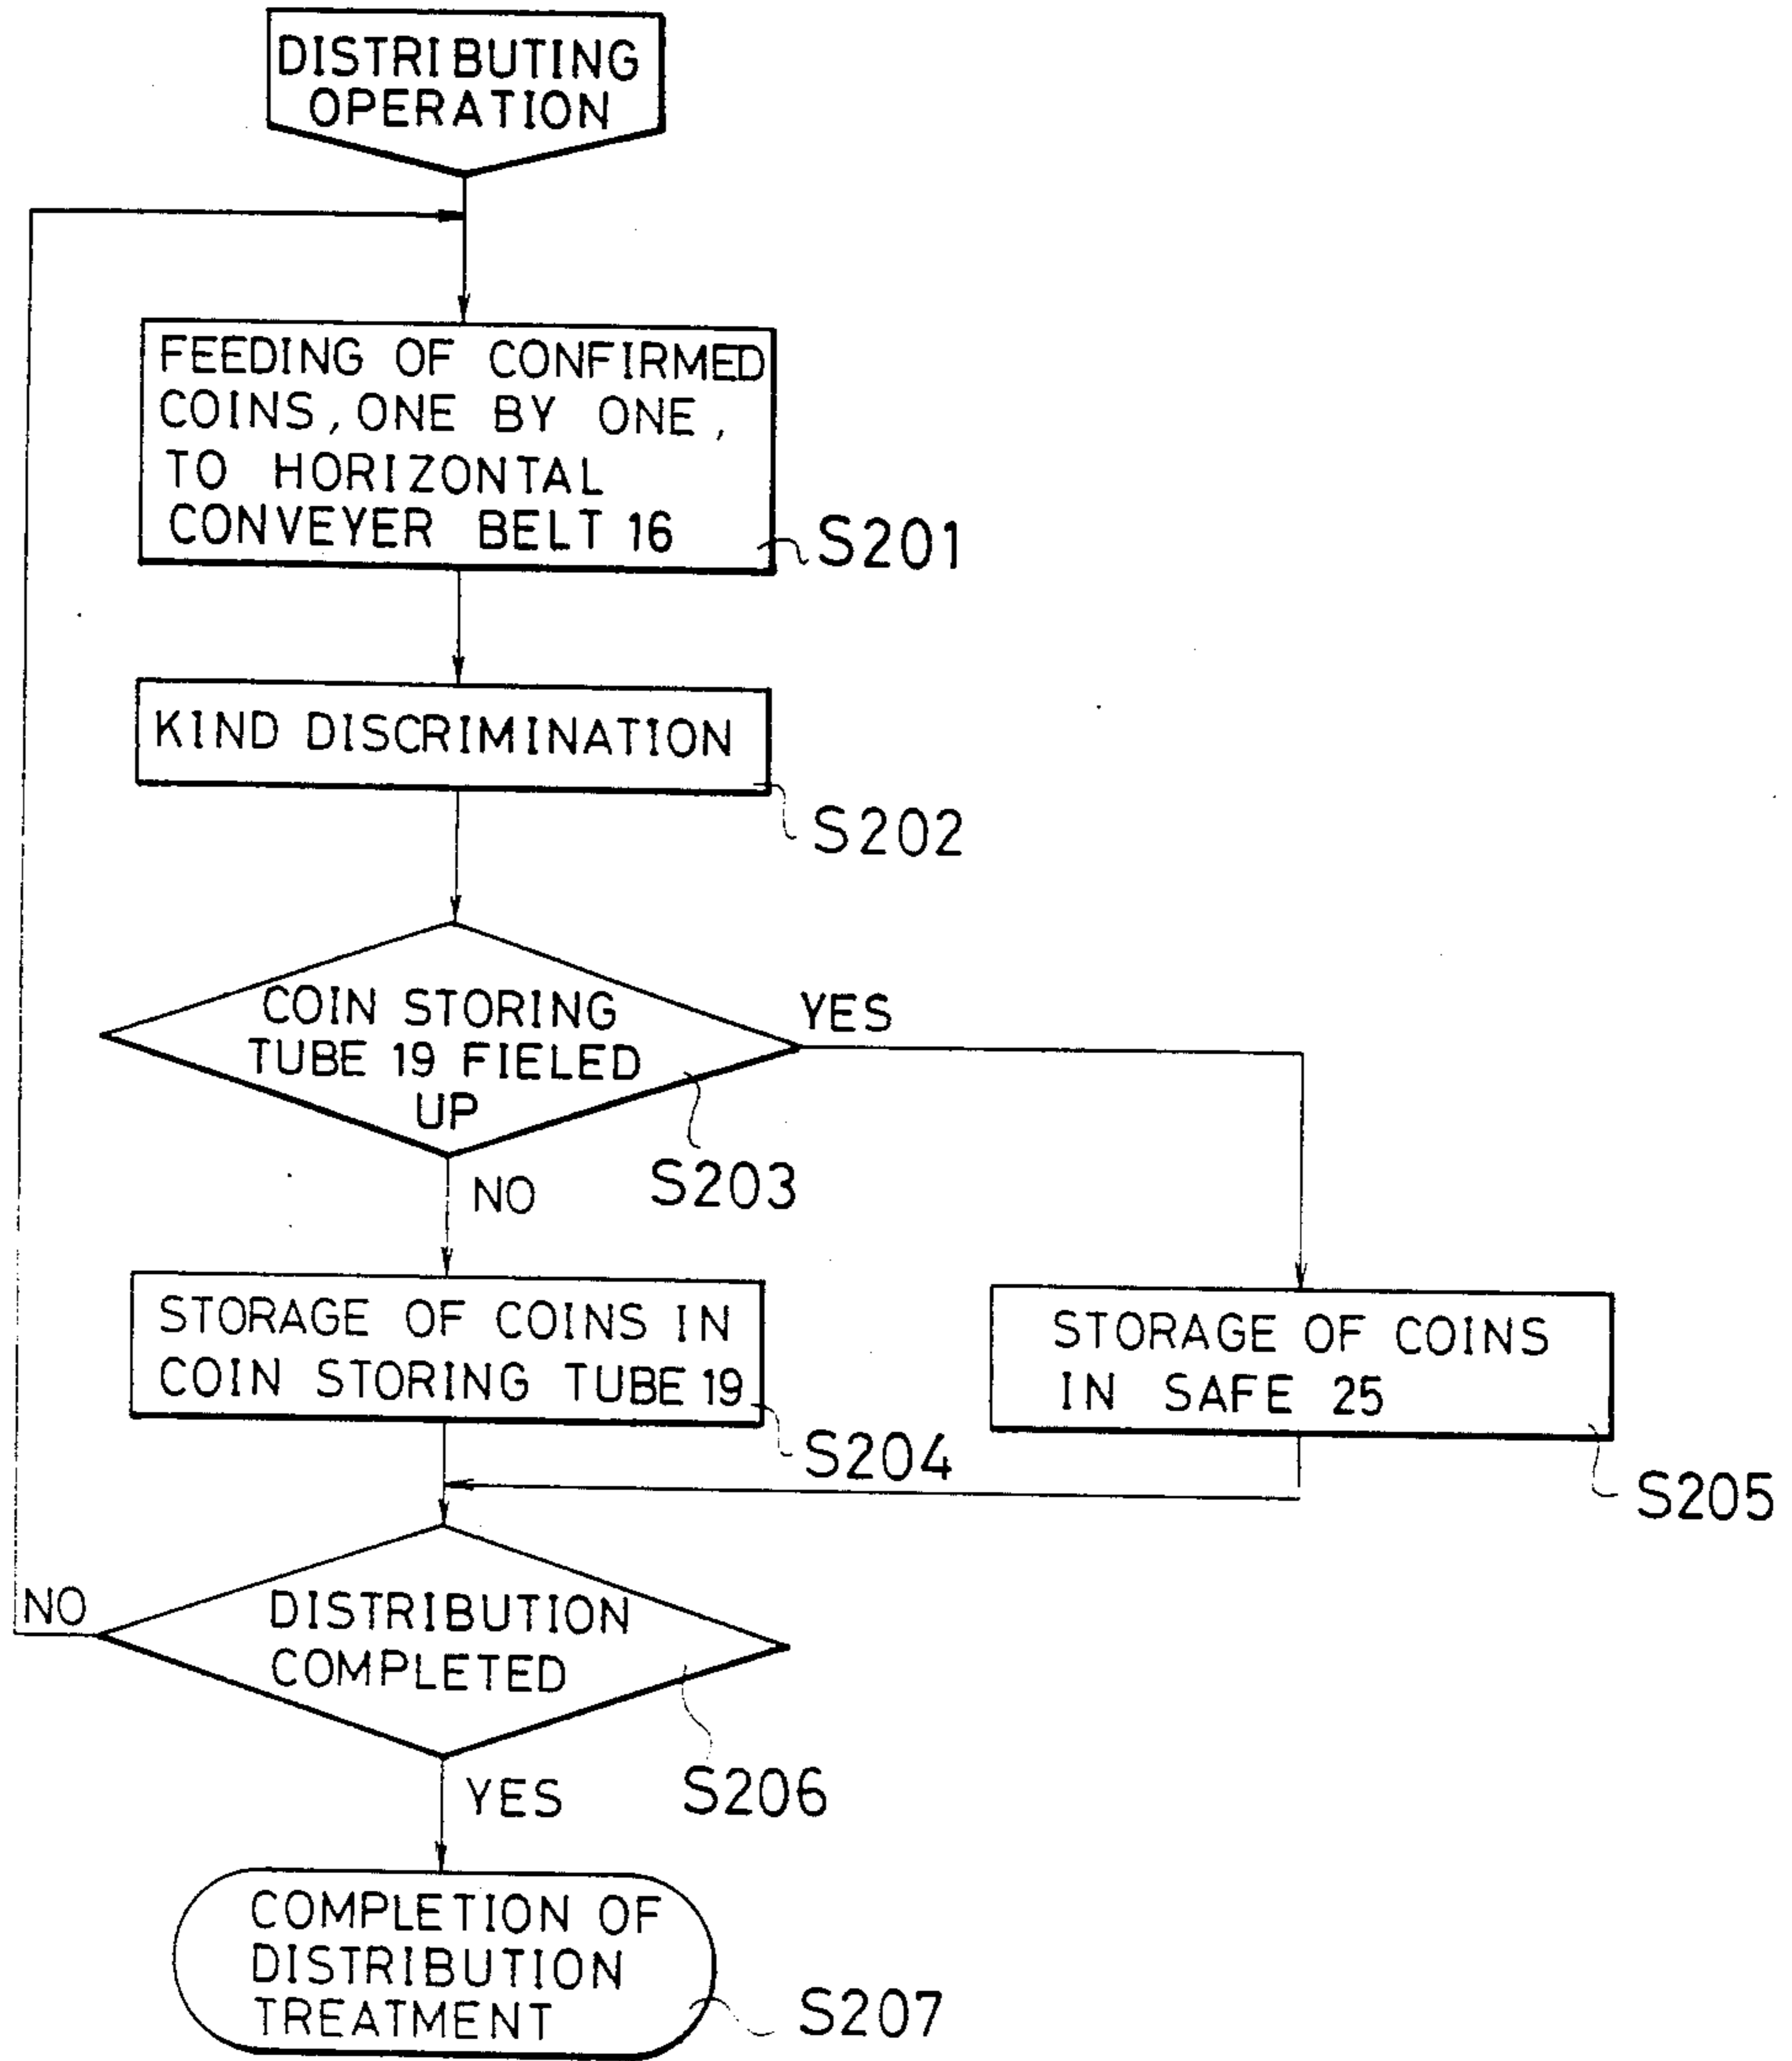 DISTRIBUTING
OPERATION
FEEDING OF CONFIRMED
COINS, ONE BY ONE,
TO HORIZONTAL
CONVEYER BELT 16
S201
KIND DISCRIMINATION
S202
COIN STORING
TUBE 19 FIELED
UP
YES
S203
NO
STORAGE OF COINS IN
COIN STORING TUBE 19
S204
STORAGE OF COINS
IN SAFE 25
S205
NO
DISTRIBUTION
COMPLETED
S206
YES
COMPLETION OF
DISTRIBUTION
TREATMENT
S207